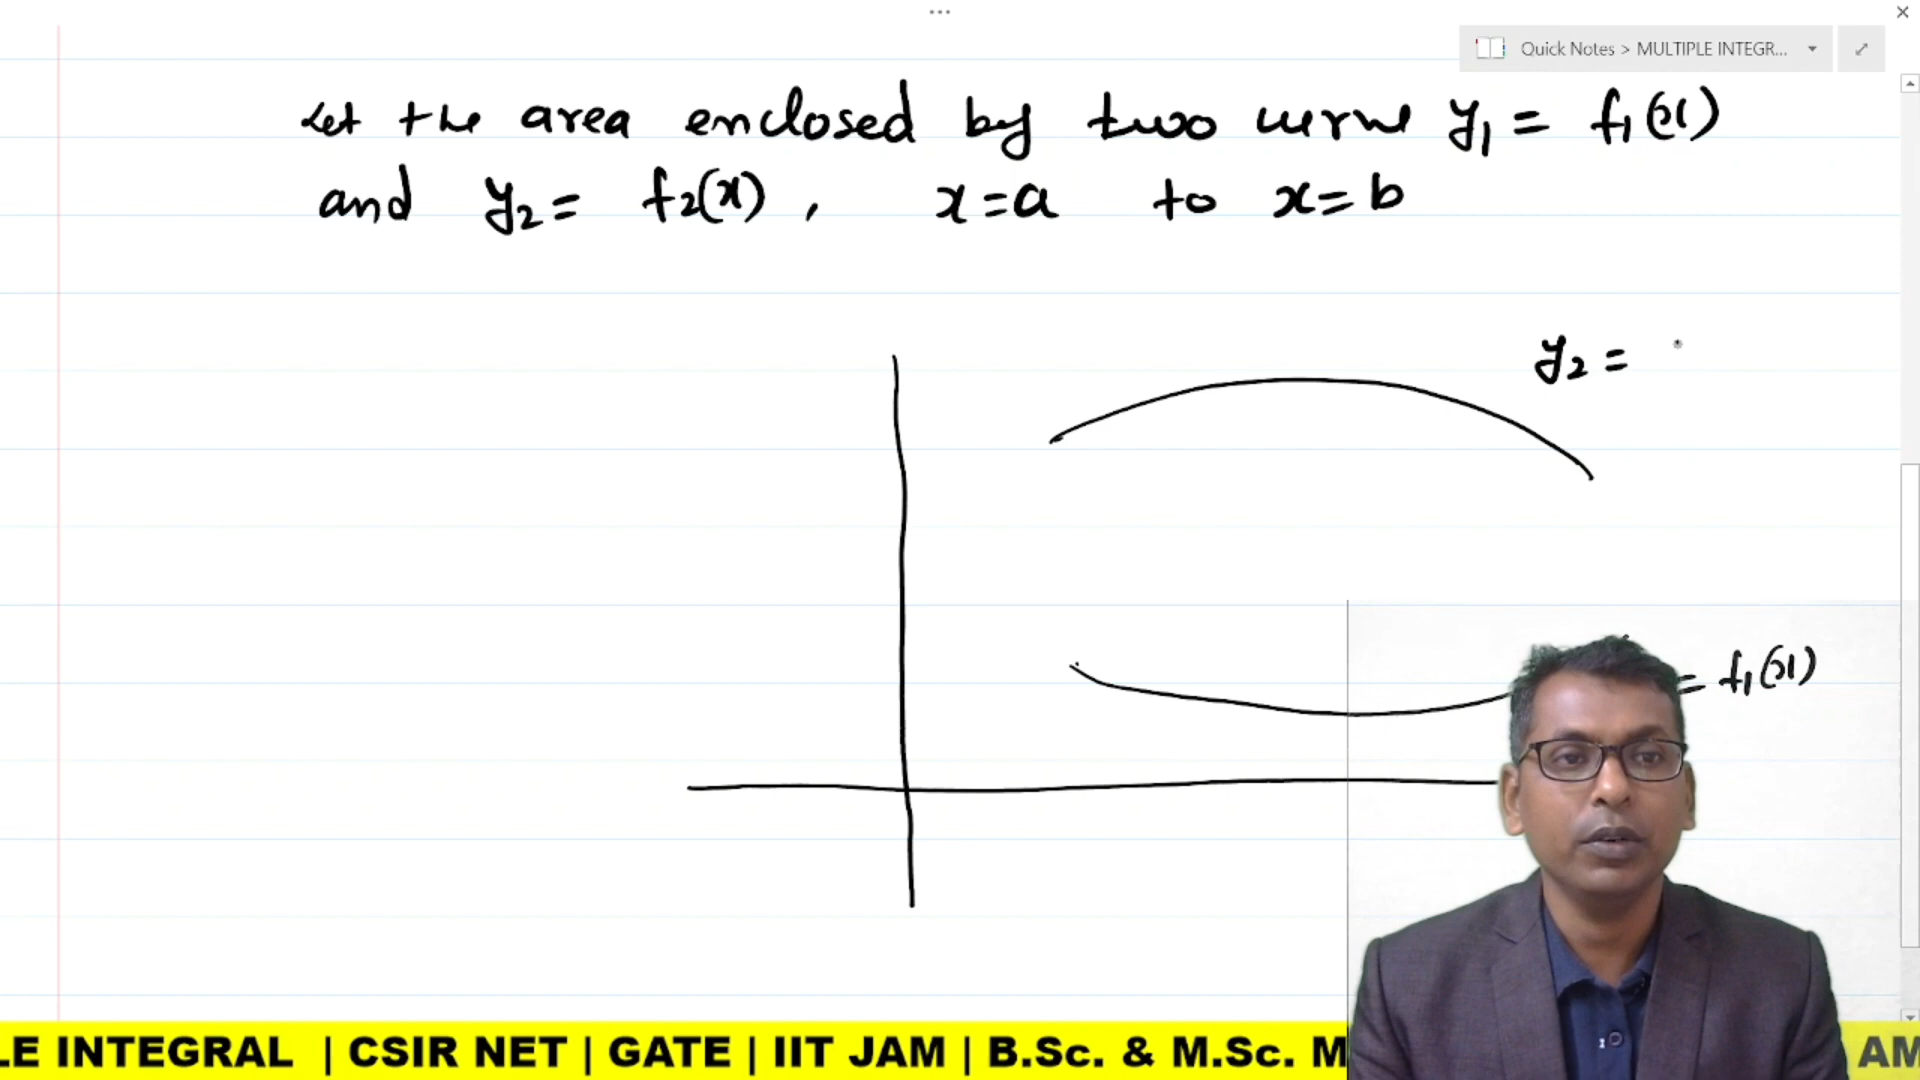 Quick Notes > MULTIPLE INTEGR...
Let the area enclosed by two curve y₁ = f₁(x)
and y₂ = f₂(x), x=a to x=b
y₂ =
= f₁(x)
LE INTEGRAL | CSIR NET | GATE | IIT JAM | B.Sc. & M.Sc. M
AM